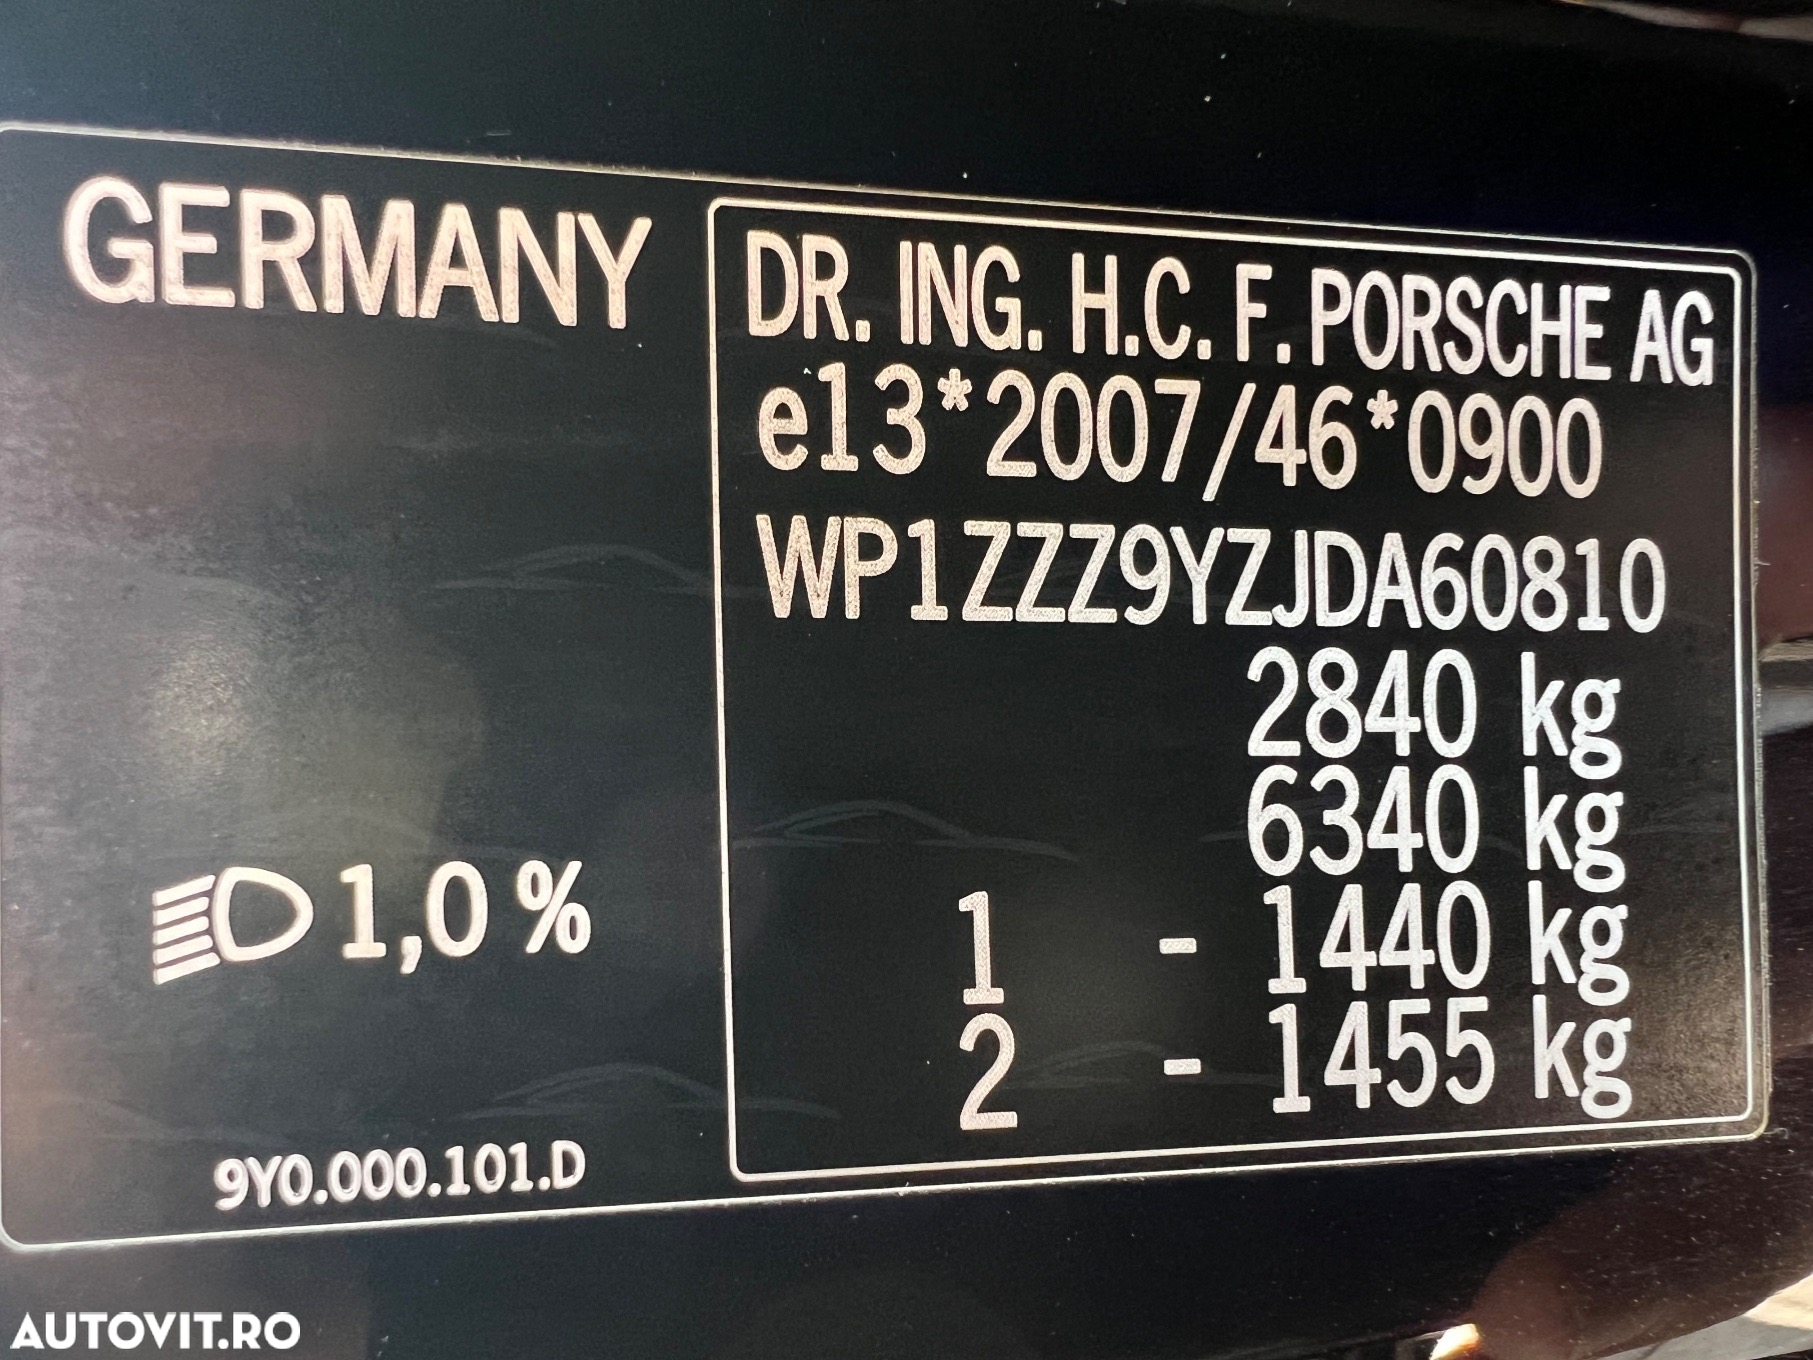 GERMANY
DR. ING. H.C. F. PORSCHE AG
e13*2007/46*0900
WP1ZZZ9YZJDA60810
2840 kg
6340 kg
1 - 1440 kg
2 - 1455 kg
1,0 %
9Y0.000.101.D
AUTOVIT.RO